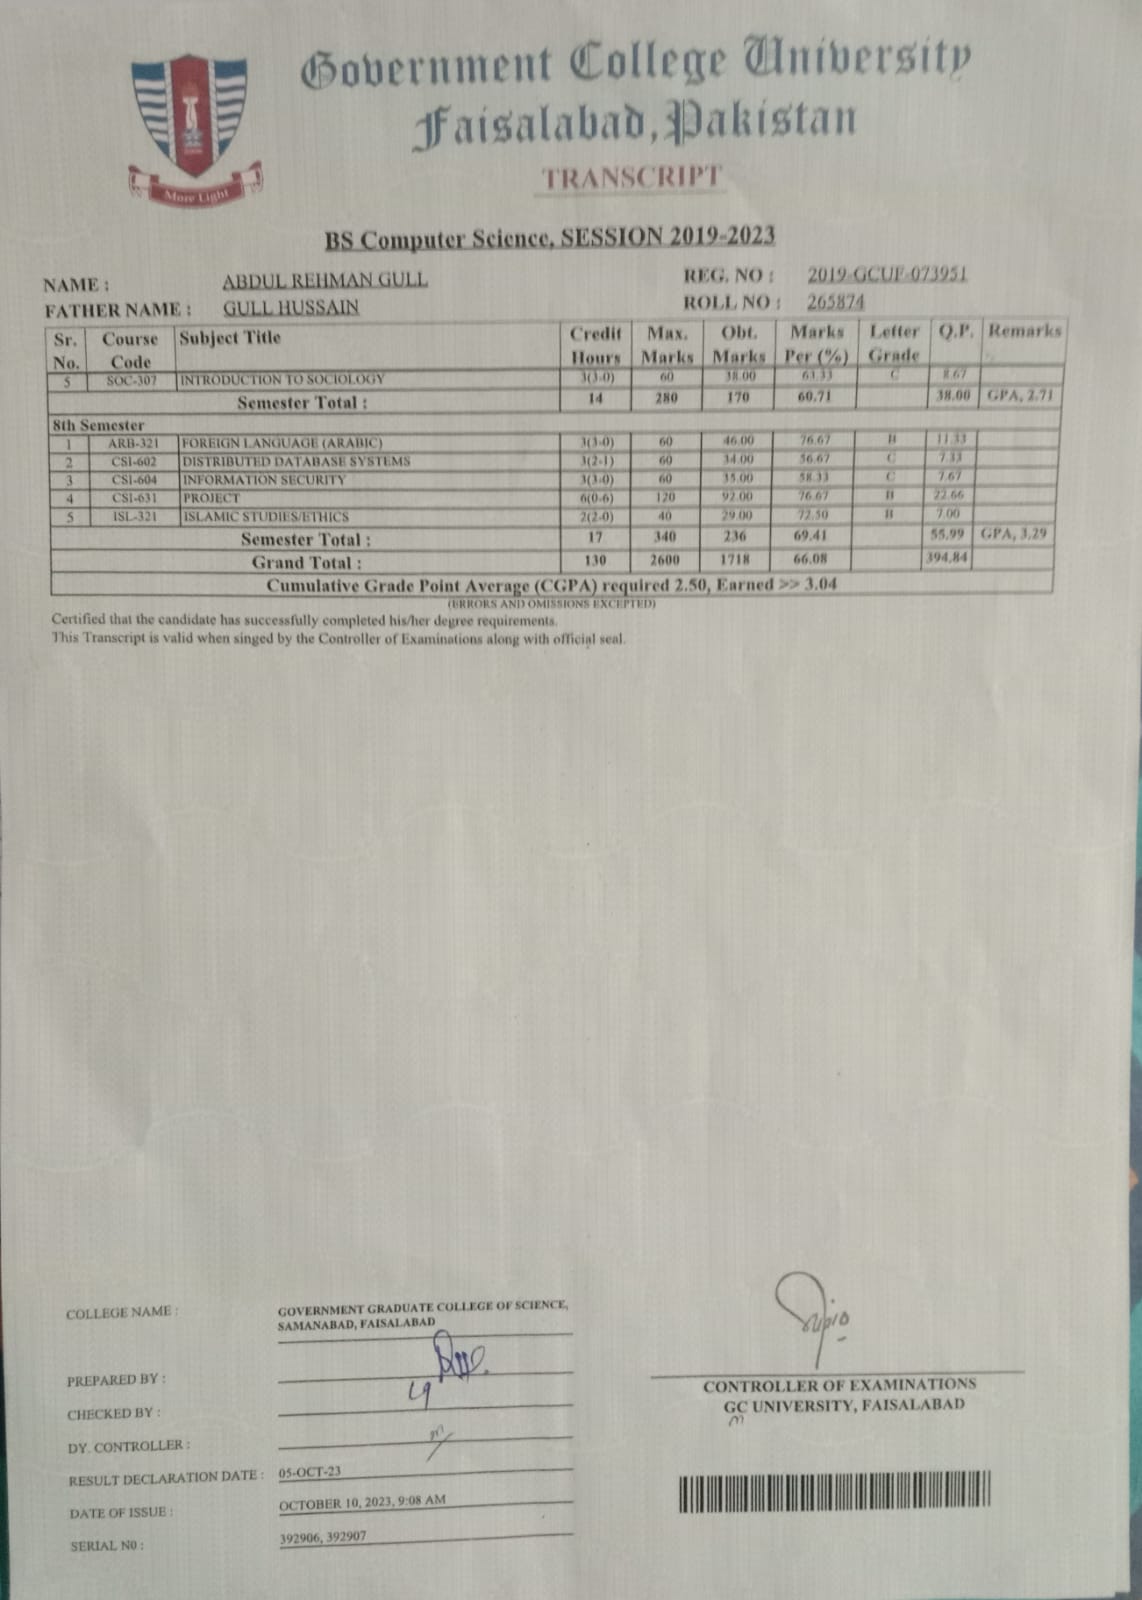 Government College University
Faisalabad, Pakistan
TRANSCRIPT
More Light
BS Computer Science, SESSION 2019-2023
NAME : ABDUL REHMAN GULL REG. NO : 2019-GCUF-073951
FATHER NAME : GULL HUSSAIN ROLL NO : 265874
Sr. No. Course Code Subject Title Credit Hours Max. Marks Obt. Marks Marks Per (%) Letter Grade Q.P. Remarks
5 SOC-307 INTRODUCTION TO SOCIOLOGY 3(3-0) 60 38.00 63.33 C 8.67
Semester Total : 14 280 170 60.71 38.00 GPA, 2.71
8th Semester
1 ARB-321 FOREIGN LANGUAGE (ARABIC) 3(3-0) 60 46.00 76.67 B 11.33
2 CSI-602 DISTRIBUTED DATABASE SYSTEMS 3(2-1) 60 34.00 56.67 C 7.33
3 CSI-604 INFORMATION SECURITY 3(3-0) 60 35.00 58.33 C 7.67
4 CSI-631 PROJECT 6(0-6) 120 92.00 76.67 B 22.66
5 ISL-321 ISLAMIC STUDIES/ETHICS 2(2-0) 40 29.00 72.50 B 7.00
Semester Total : 17 340 236 69.41 55.99 GPA, 3.29
Grand Total : 130 2600 1718 66.08 394.84
Cumulative Grade Point Average (CGPA) required 2.50, Earned >> 3.04
(ERRORS AND OMISSIONS EXCEPTED)
Certified that the candidate has successfully completed his/her degree requirements.
This Transcript is valid when singed by the Controller of Examinations along with official seal.
COLLEGE NAME : GOVERNMENT GRADUATE COLLEGE OF SCIENCE,
SAMANABAD, FAISALABAD
PREPARED BY :
CHECKED BY :
DY. CONTROLLER :
RESULT DECLARATION DATE : 05-OCT-23
DATE OF ISSUE : OCTOBER 10, 2023, 9:08 AM
SERIAL N0 : 392906, 392907
CONTROLLER OF EXAMINATIONS
GC UNIVERSITY, FAISALABAD